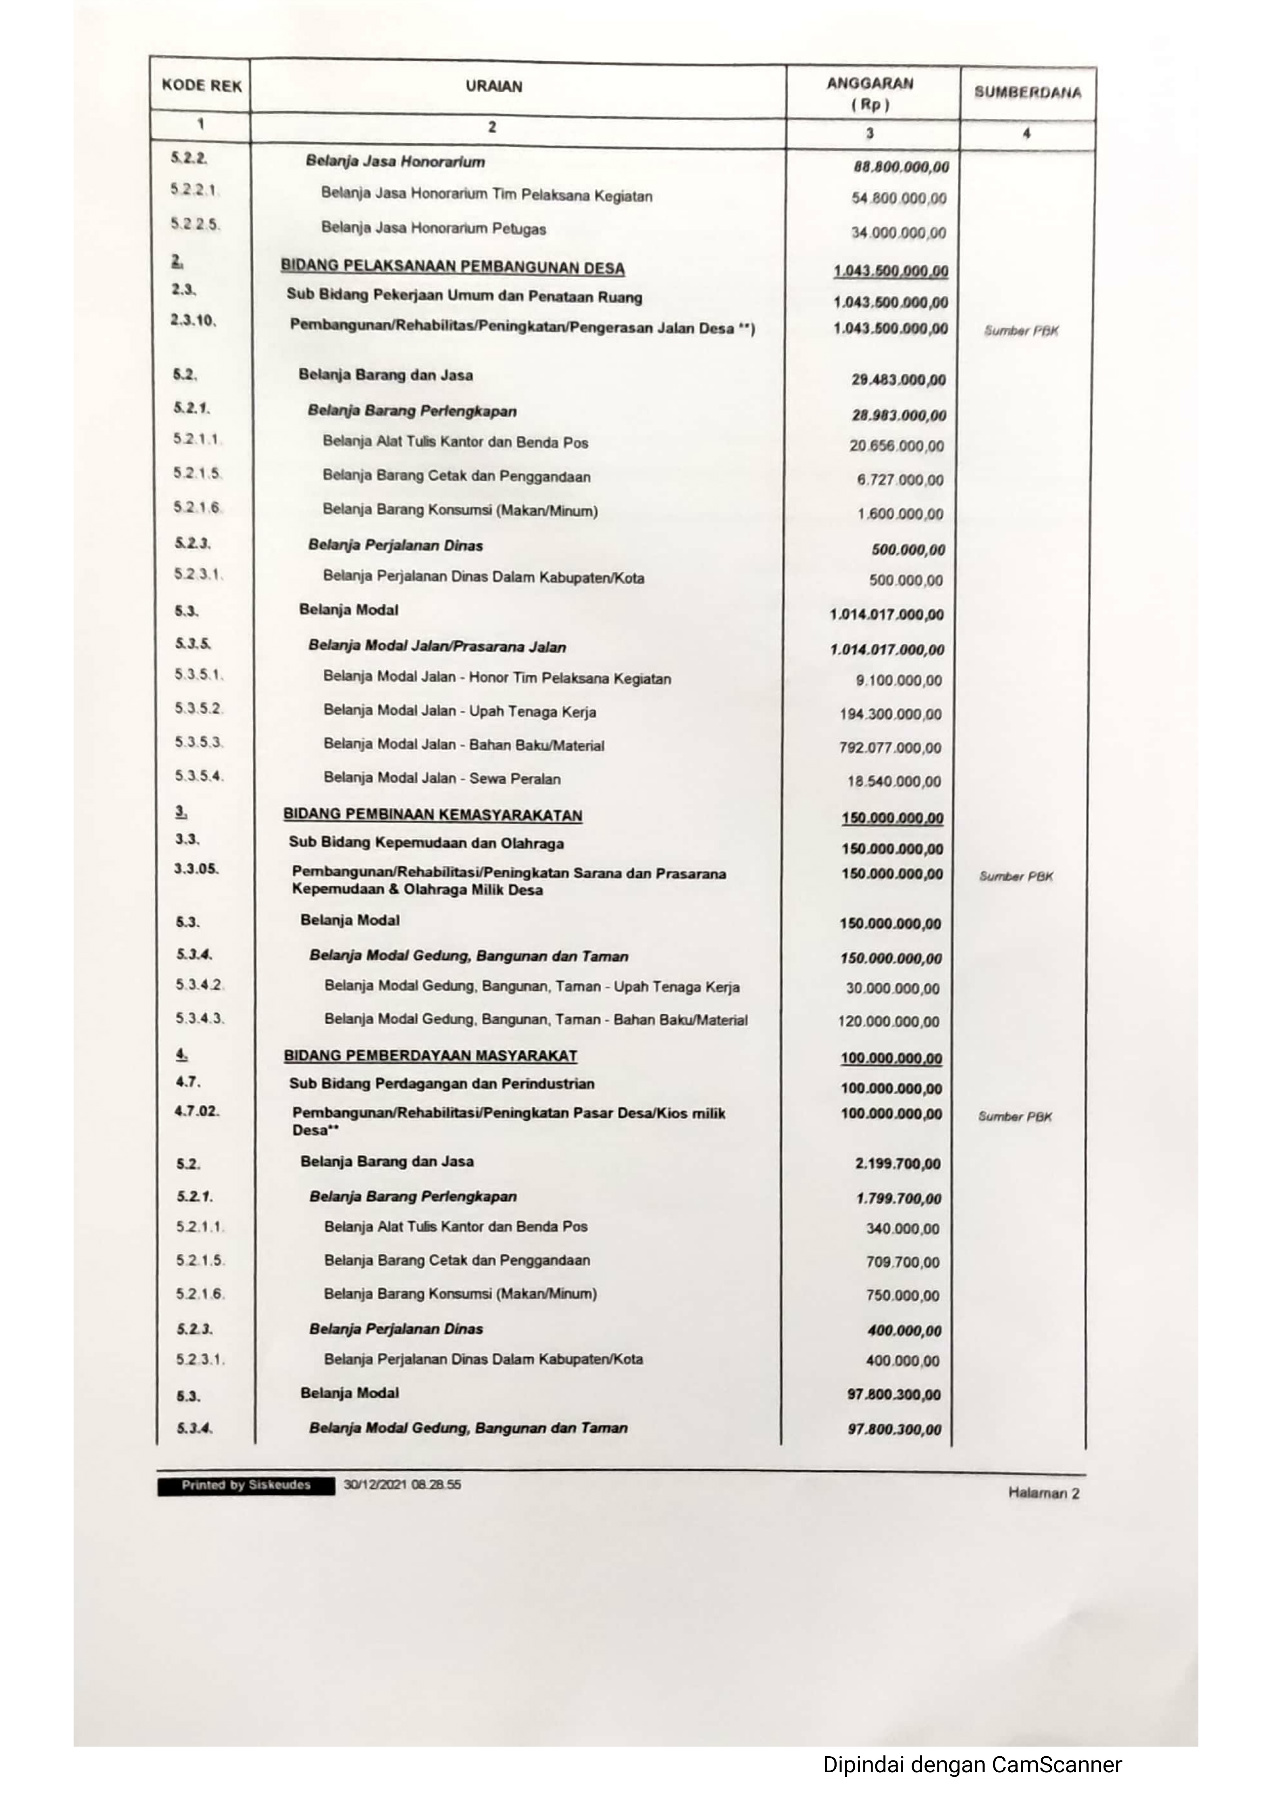 KODE REK URAIAN ANGGARAN ( Rp ) SUMBERDANA
1 2 3 4
5.2.2. Belanja Jasa Honorarium 88.800.000,00
5.2.2.1. Belanja Jasa Honorarium Tim Pelaksana Kegiatan 54.800.000,00
5.2.2.5. Belanja Jasa Honorarium Petugas 34.000.000,00
2. BIDANG PELAKSANAAN PEMBANGUNAN DESA 1.043.500.000,00
2.3. Sub Bidang Pekerjaan Umum dan Penataan Ruang 1.043.500.000,00
2.3.10. Pembangunan/Rehabilitas/Peningkatan/Pengerasan Jalan Desa **) 1.043.500.000,00 Sumber PBK
5.2. Belanja Barang dan Jasa 29.483.000,00
5.2.1. Belanja Barang Perlengkapan 28.983.000,00
5.2.1.1. Belanja Alat Tulis Kantor dan Benda Pos 20.656.000,00
5.2.1.5. Belanja Barang Cetak dan Penggandaan 6.727.000,00
5.2.1.6. Belanja Barang Konsumsi (Makan/Minum) 1.600.000,00
5.2.3. Belanja Perjalanan Dinas 500.000,00
5.2.3.1. Belanja Perjalanan Dinas Dalam Kabupaten/Kota 500.000,00
5.3. Belanja Modal 1.014.017.000,00
5.3.5. Belanja Modal Jalan/Prasarana Jalan 1.014.017.000,00
5.3.5.1. Belanja Modal Jalan - Honor Tim Pelaksana Kegiatan 9.100.000,00
5.3.5.2. Belanja Modal Jalan - Upah Tenaga Kerja 194.300.000,00
5.3.5.3. Belanja Modal Jalan - Bahan Baku/Material 792.077.000,00
5.3.5.4. Belanja Modal Jalan - Sewa Peralan 18.540.000,00
3. BIDANG PEMBINAAN KEMASYARAKATAN 150.000.000,00
3.3. Sub Bidang Kepemudaan dan Olahraga 150.000.000,00
3.3.05. Pembangunan/Rehabilitasi/Peningkatan Sarana dan Prasarana 150.000.000,00 Sumber PBK
Kepemudaan & Olahraga Milik Desa
5.3. Belanja Modal 150.000.000,00
5.3.4. Belanja Modal Gedung, Bangunan dan Taman 150.000.000,00
5.3.4.2. Belanja Modal Gedung, Bangunan, Taman - Upah Tenaga Kerja 30.000.000,00
5.3.4.3. Belanja Modal Gedung, Bangunan, Taman - Bahan Baku/Material 120.000.000,00
4. BIDANG PEMBERDAYAAN MASYARAKAT 100.000.000,00
4.7. Sub Bidang Perdagangan dan Perindustrian 100.000.000,00
4.7.02. Pembangunan/Rehabilitasi/Peningkatan Pasar Desa/Kios milik 100.000.000,00 Sumber PBK
Desa**
5.2. Belanja Barang dan Jasa 2.199.700,00
5.2.1. Belanja Barang Perlengkapan 1.799.700,00
5.2.1.1. Belanja Alat Tulis Kantor dan Benda Pos 340.000,00
5.2.1.5. Belanja Barang Cetak dan Penggandaan 709.700,00
5.2.1.6. Belanja Barang Konsumsi (Makan/Minum) 750.000,00
5.2.3. Belanja Perjalanan Dinas 400.000,00
5.2.3.1. Belanja Perjalanan Dinas Dalam Kabupaten/Kota 400.000,00
5.3. Belanja Modal 97.800.300,00
5.3.4. Belanja Modal Gedung, Bangunan dan Taman 97.800.300,00
Printed by Siskeudes 30/12/2021 08.28.55 Halaman 2
Dipindai dengan CamScanner